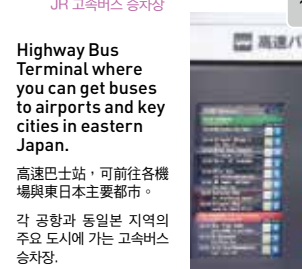 JR 고속버스 승차장
Highway Bus
Terminal where
you can get buses
to airports and key
cities in eastern
Japan.
高速巴士站，可前往各機
場與東日本主要都市。
각 공항과 동일본 지역의
주요 도시에 가는 고속버스
승차장.
高速バ